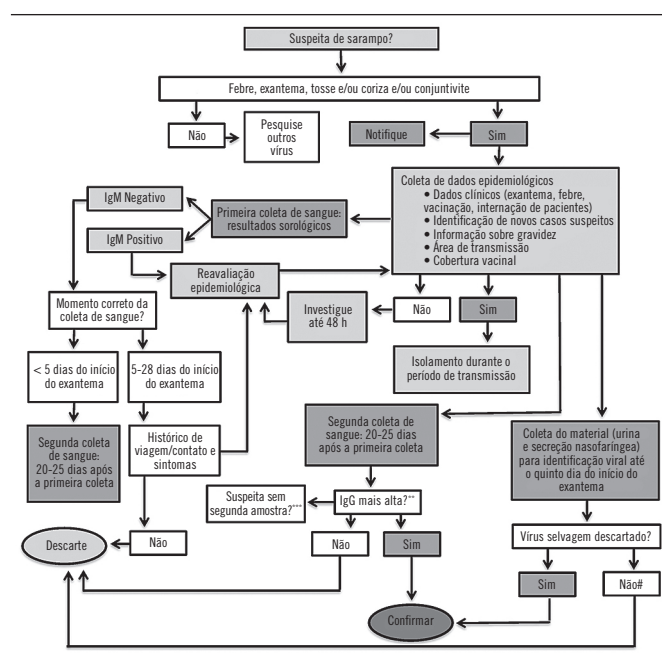 Suspeita de sarampo?
Febre, exantema, tosse e/ou coriza e/ou conjuntivite
Não
Pesquise
outros
vírus
Notifique
Sim
Coleta de dados epidemiológicos
• Dados clínicos (exantema, febre,
vacinação, internação de pacientes)
• Identificação de novos casos suspeitos
• Informação sobre gravidez
• Área de transmissão
• Cobertura vacinal
IgM Negativo
Primeira coleta de sangue:
resultados sorológicos
IgM Positivo
Reavaliação
epidemiológica
Momento correto da
coleta de sangue?
Investigue
até 48 h
Não
Sim
Isolamento durante o
período de transmissão
< 5 dias do início
do exantema
5-28 dias do início
do exantema
Segunda coleta
de sangue:
20-25 dias após
a primeira coleta
Histórico de
viagem/contato e
sintomas
Segunda coleta de
sangue: 20-25 dias
após a primeira coleta
Coleta do material (urina
e secreção nasofaríngea)
para identificação viral até
o quinto dia do início do
exantema
Suspeita sem
segunda amostra?***
IgG mais alta?**
Vírus selvagem descartado?
Descarte
Não
Não
Sim
Sim
Não#
Confirmar